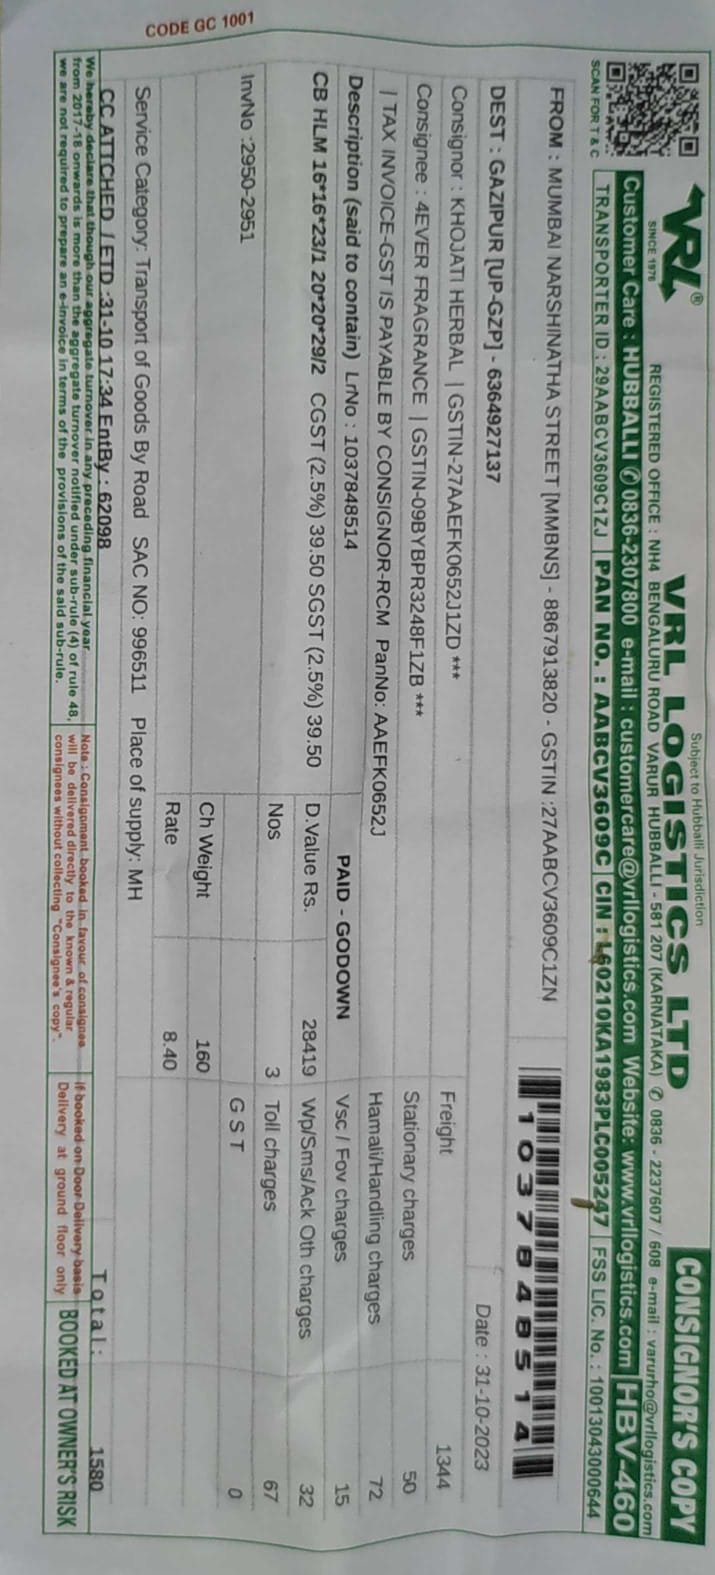 Subject to Hubballi Jurisdiction
CONSIGNOR'S COPY
VRL®
SINCE 1976
VRL LOGISTICS LTD
REGISTERED OFFICE : NH4 BENGALURU ROAD VARUR HUBBALLI - 581 207 (KARNATAKA) ✆ 0836 - 2237607 / 608 e-mail : varurho@vrllogistics.com
Customer Care : HUBBALLI ✆ 0836-2307800 e-mail : customercare@vrllogistics.com Website: www.vrllogistics.com HBV-460
SCAN FOR T & C
TRANSPORTER ID : 29AABCV3609C1ZJ PAN NO. : AABCV3609C CIN : L60210KA1983PLC005247 FSS LIC. No. : 10013043000644
FROM : MUMBAI NARSHINATHA STREET [MMBNS] - 8867913820 - GSTIN :27AABCV3609C1ZN
1037848514
DEST : GAZIPUR [UP-GZP] - 6364927137
Date : 31-10-2023
Consignor : KHOJATI HERBAL | GSTIN-27AAEFK0652J1ZD ***
Freight 1344
Consignee : 4EVER FRAGRANCE | GSTIN-09BYBPR3248F1ZB ***
Stationary charges 50
| TAX INVOICE-GST IS PAYABLE BY CONSIGNOR-RCM PanNo: AAEFK0652J
Hamali/Handling charges 72
Description (said to contain) LrNo : 1037848514
PAID - GODOWN
Vsc / Fov charges 15
CB HLM 16*16*23/1 20*20*29/2 CGST (2.5%) 39.50 SGST (2.5%) 39.50
D.Value Rs. 28419
Wp/Sms/Ack Oth charges 32
Nos 3
Toll charges 67
InvNo :2950-2951
G S T 0
Ch Weight 160
Rate 8.40
Service Category: Transport of Goods By Road SAC NO: 996511 Place of supply: MH
CC ATTCHED / ETD :31-10 17:34 EntBy : 62098
Total : 1580
We hereby declare that though our aggregate turnover in any preceding financial year
from 2017-18 onwards is more than the aggregate turnover notified under sub-rule (4) of rule 48,
we are not required to prepare an e-invoice in terms of the provisions of the said sub-rule.
Note : Consignment booked in favour of consignee
will be delivered directly to the known & regular
consignees without collecting "Consignee's copy".
If booked on Door Delivery basis
Delivery at ground floor only
BOOKED AT OWNER'S RISK
CODE GC 1001